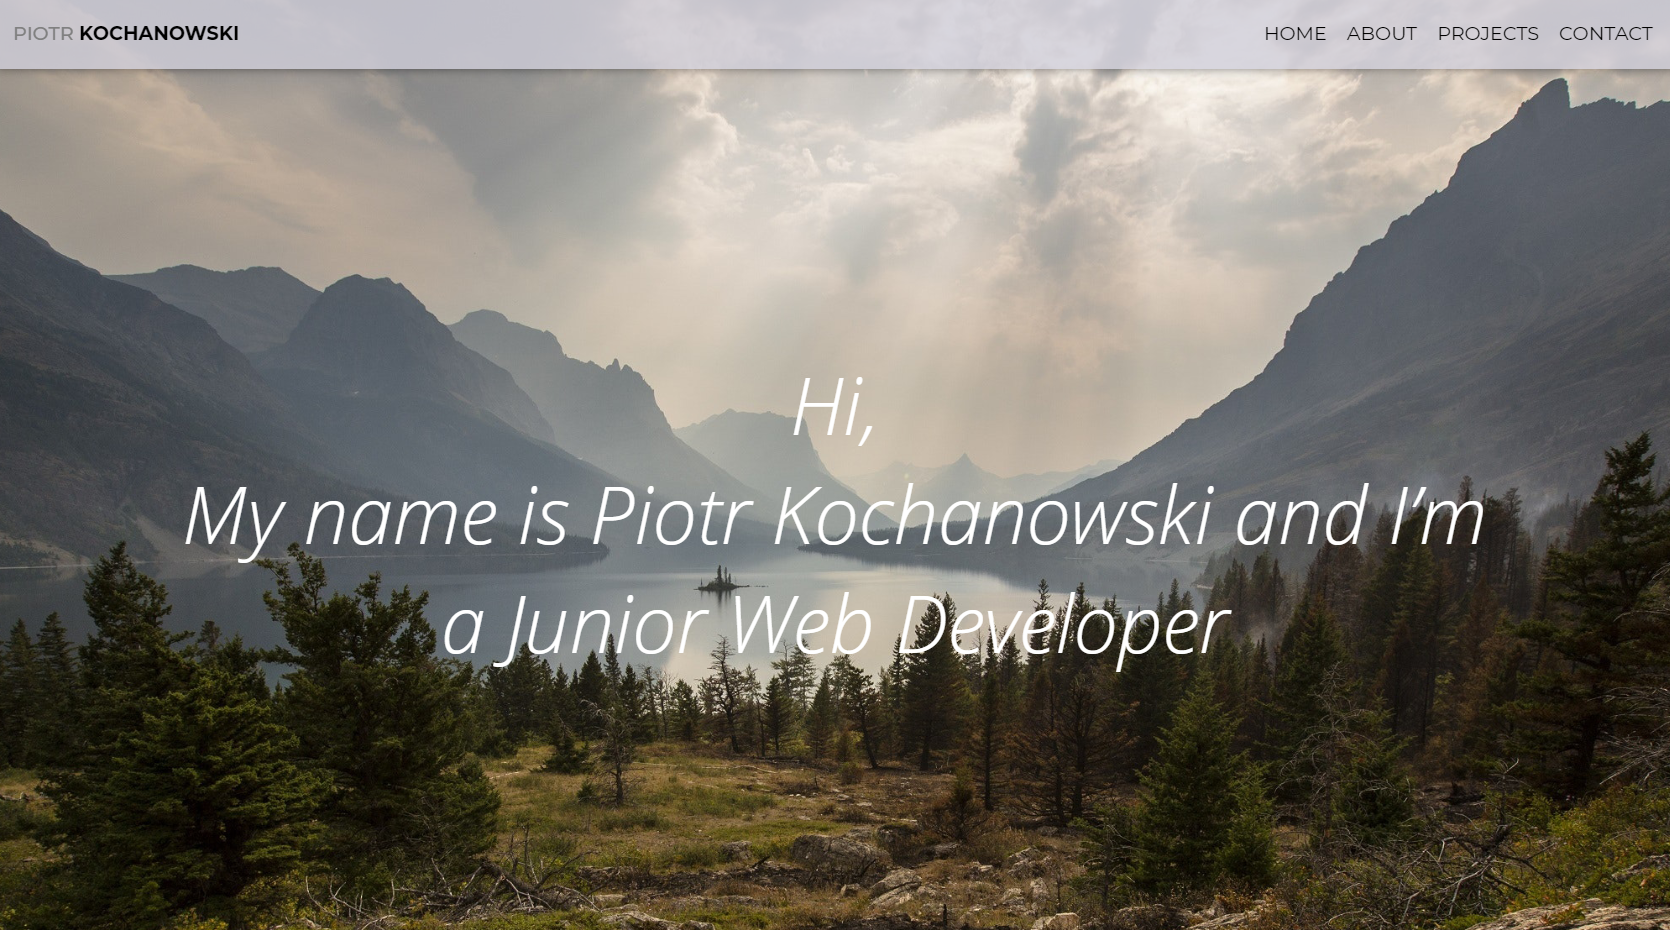 PIOTR KOCHANOWSKI
HOME ABOUT PROJECTS CONTACT
Hi,
My name is Piotr Kochanowski and I’m
a Junior Web Developer